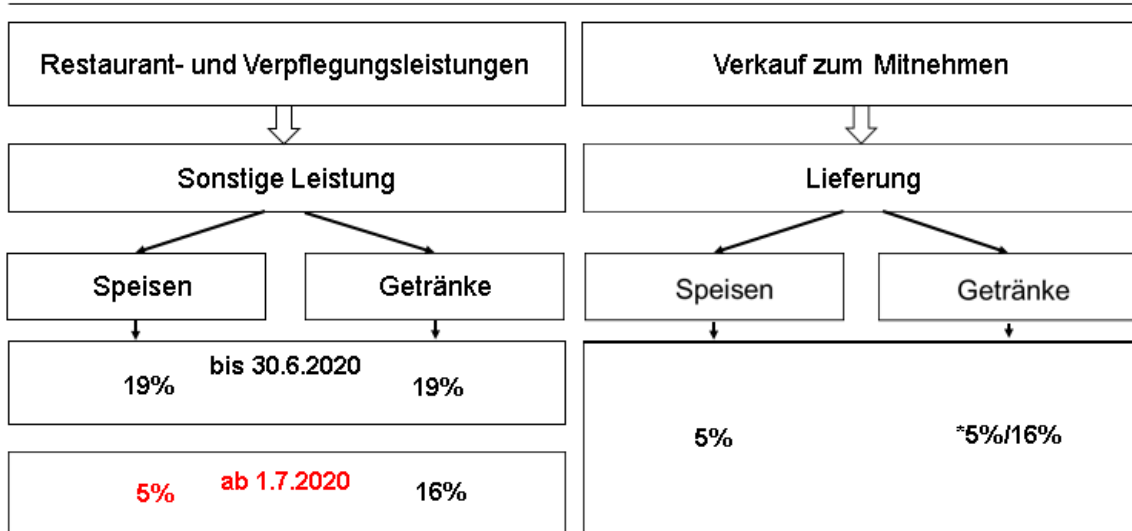 Restaurant- und Verpflegungsleistungen
Verkauf zum Mitnehmen
Sonstige Leistung
Lieferung
Speisen
Getränke
Speisen
Getränke
bis 30.6.2020
19%
19%
5%
*5%/16%
ab 1.7.2020
5%
16%